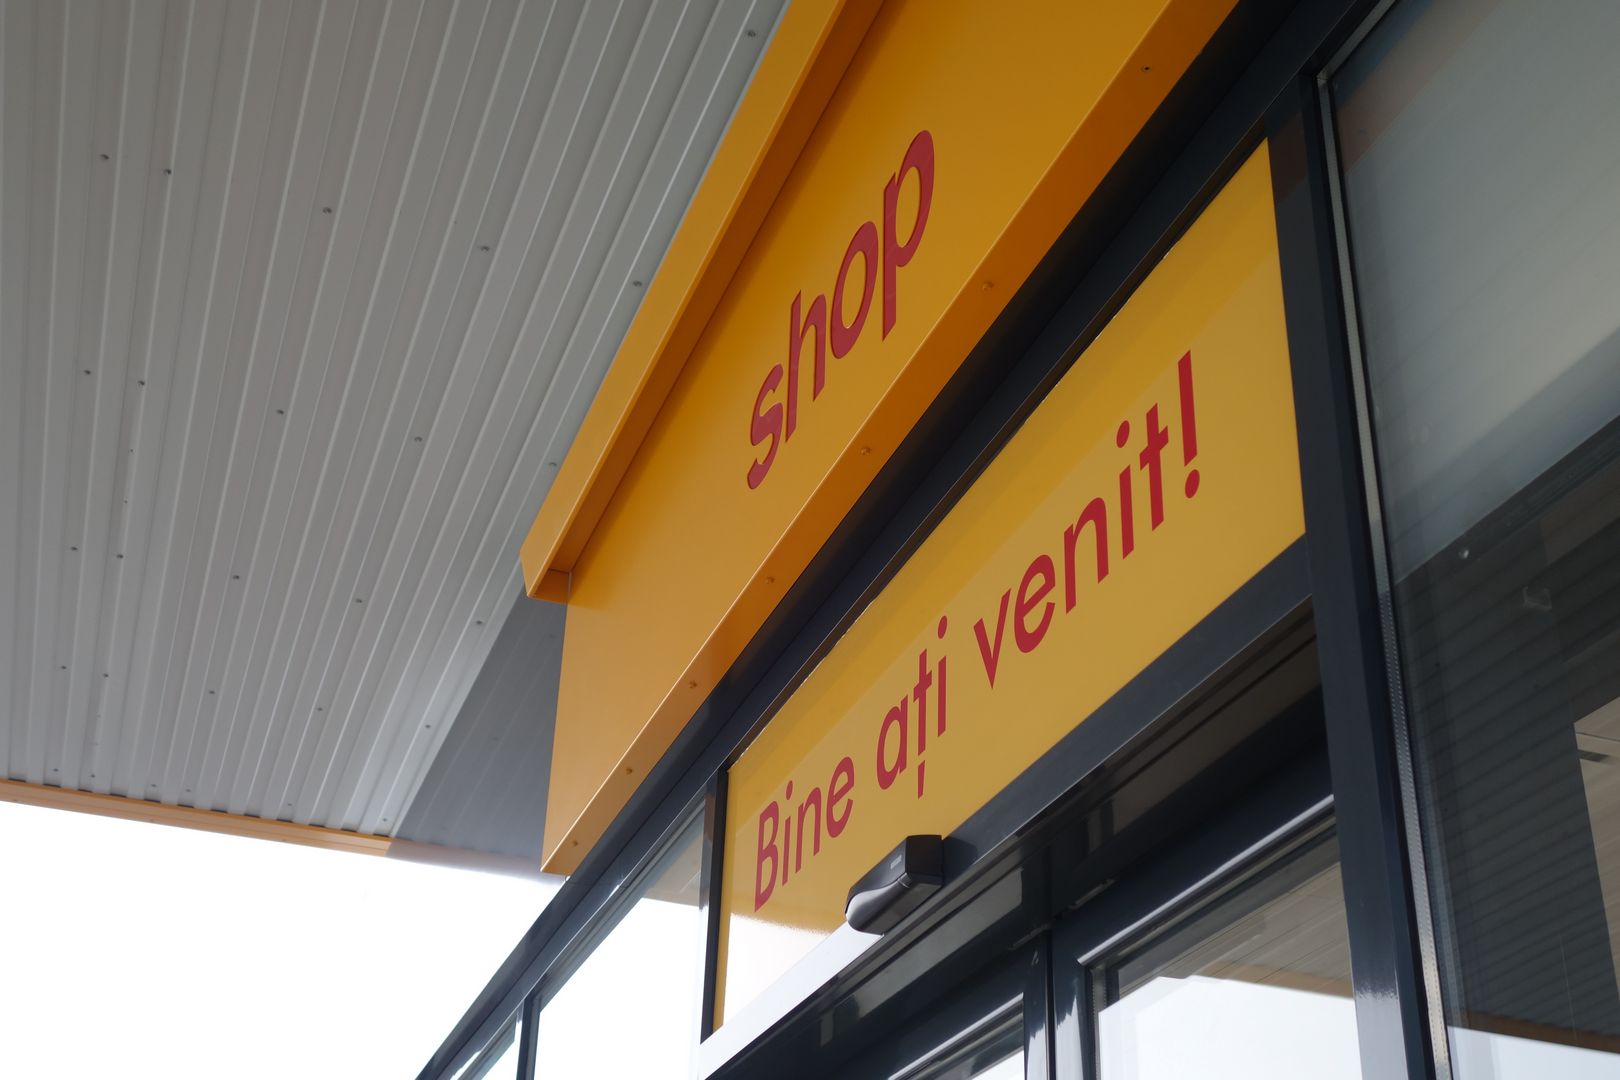 shop
Bine ați venit!